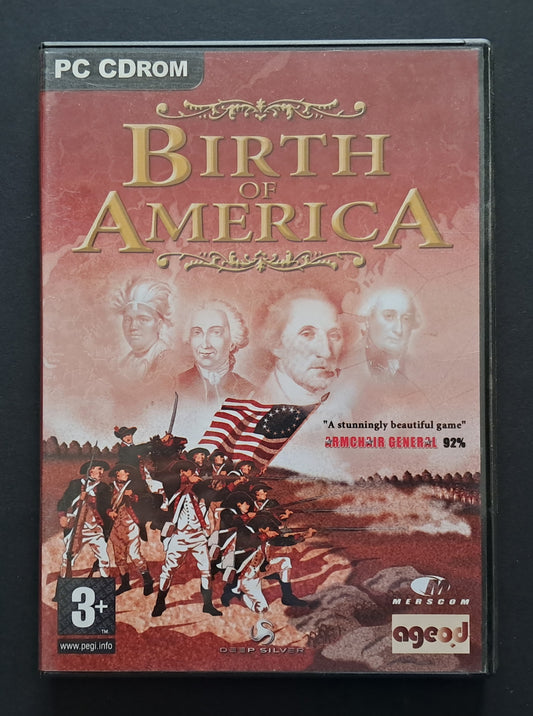 PC CDROM
BIRTH
OF
AMERICA
"A stunningly beautiful game"
ARMCHAIR GENERAL 92%
3+
TM
www.pegi.info
DEEP SILVER
MERSCOM
ageod